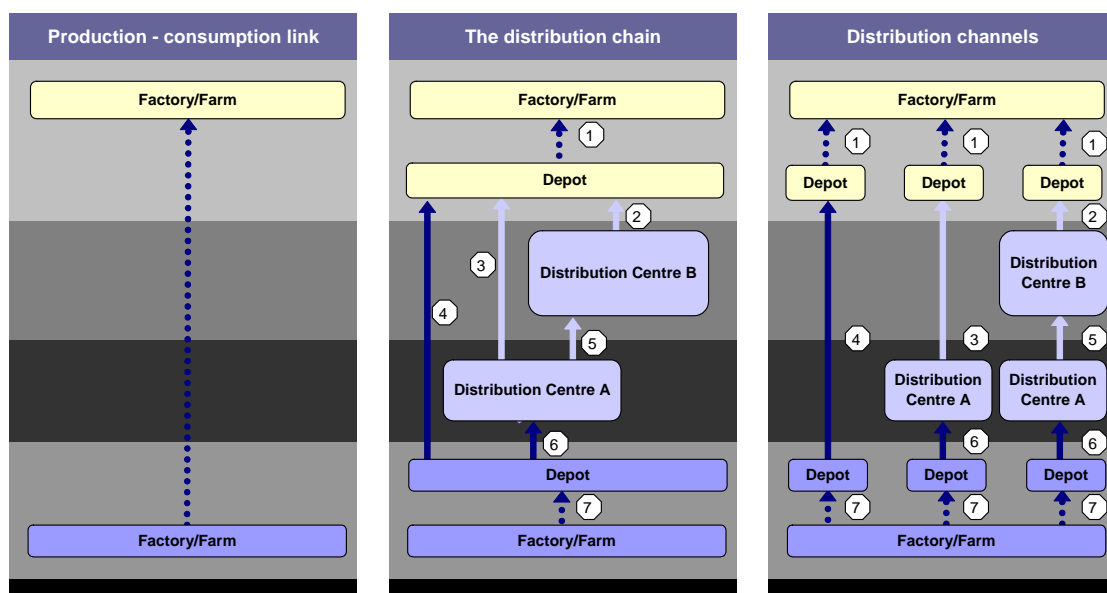 Production - consumption link
Factory/Farm
Factory/Farm
The distribution chain
Factory/Farm
1
Depot
2
3
Distribution Centre B
4
5
Distribution Centre A
6
Depot
7
Factory/Farm
Distribution channels
Factory/Farm
1
1
1
Depot
Depot
Depot
2
Distribution
Centre B
4
3
5
Distribution
Centre A
Distribution
Centre A
6
6
Depot
Depot
Depot
7
7
7
Factory/Farm